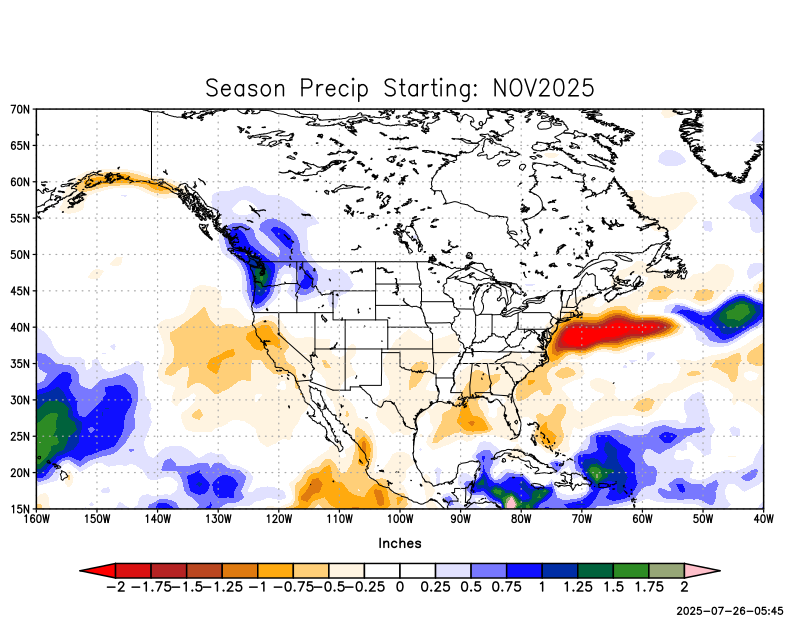 Season Precip Starting: NOV2025
70N
65N
60N
55N
50N
45N
40N
35N
30N
25N
20N
15N
160W 150W 140W 130W 120W 110W 100W 90W 80W 70W 60W 50W 40W
Inches
-2 -1.75 -1.5 -1.25 -1 -0.75 -0.5 -0.25 0 0.25 0.5 0.75 1 1.25 1.5 1.75 2
2025-07-26-05:45